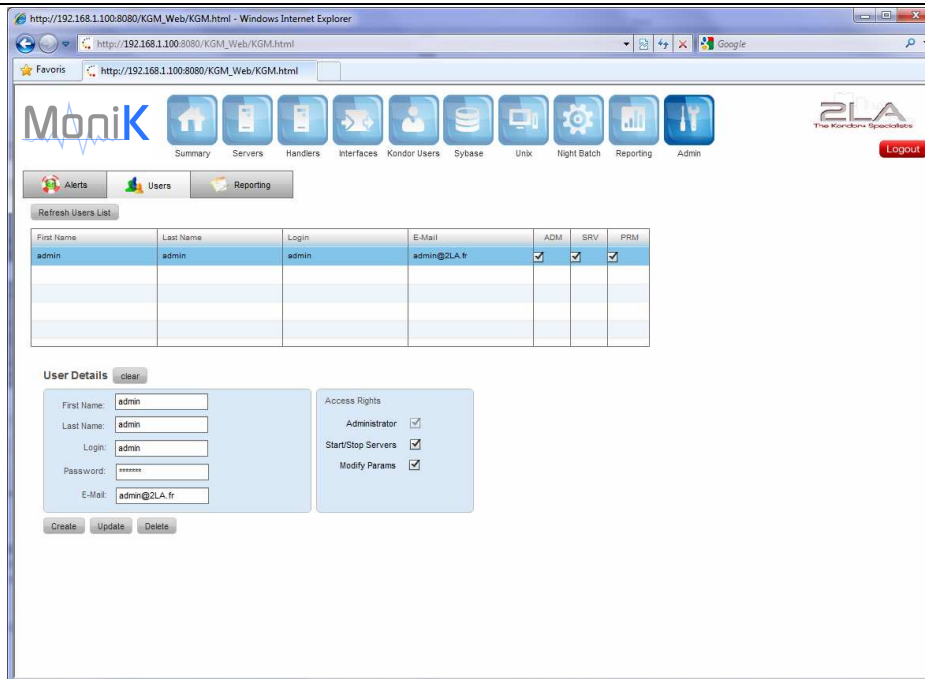 http://192.168.1.100:8080/KGM_Web/KGM.html - Windows Internet Explorer
http://192.168.1.100:8080/KGM_Web/KGM.html
Google
Favoris
http://192.168.1.100:8080/KGM_Web/KGM.html
MoniK
2LA
The Kondor+ Specialists
Summary Servers Handlers Interfaces Kondor Users Sybase Unix Night Batch Reporting Admin
Logout
Alerts Users Reporting
Refresh Users List
First Name Last Name Login E-Mail ADM SRV PRM
admin admin admin admin@2LA.fr
User Details clear
First Name: admin
Last Name: admin
Login: admin
Password: *******
E-Mail: admin@2LA.fr
Access Rights
Administrator
Start/Stop Servers
Modify Params
Create Update Delete